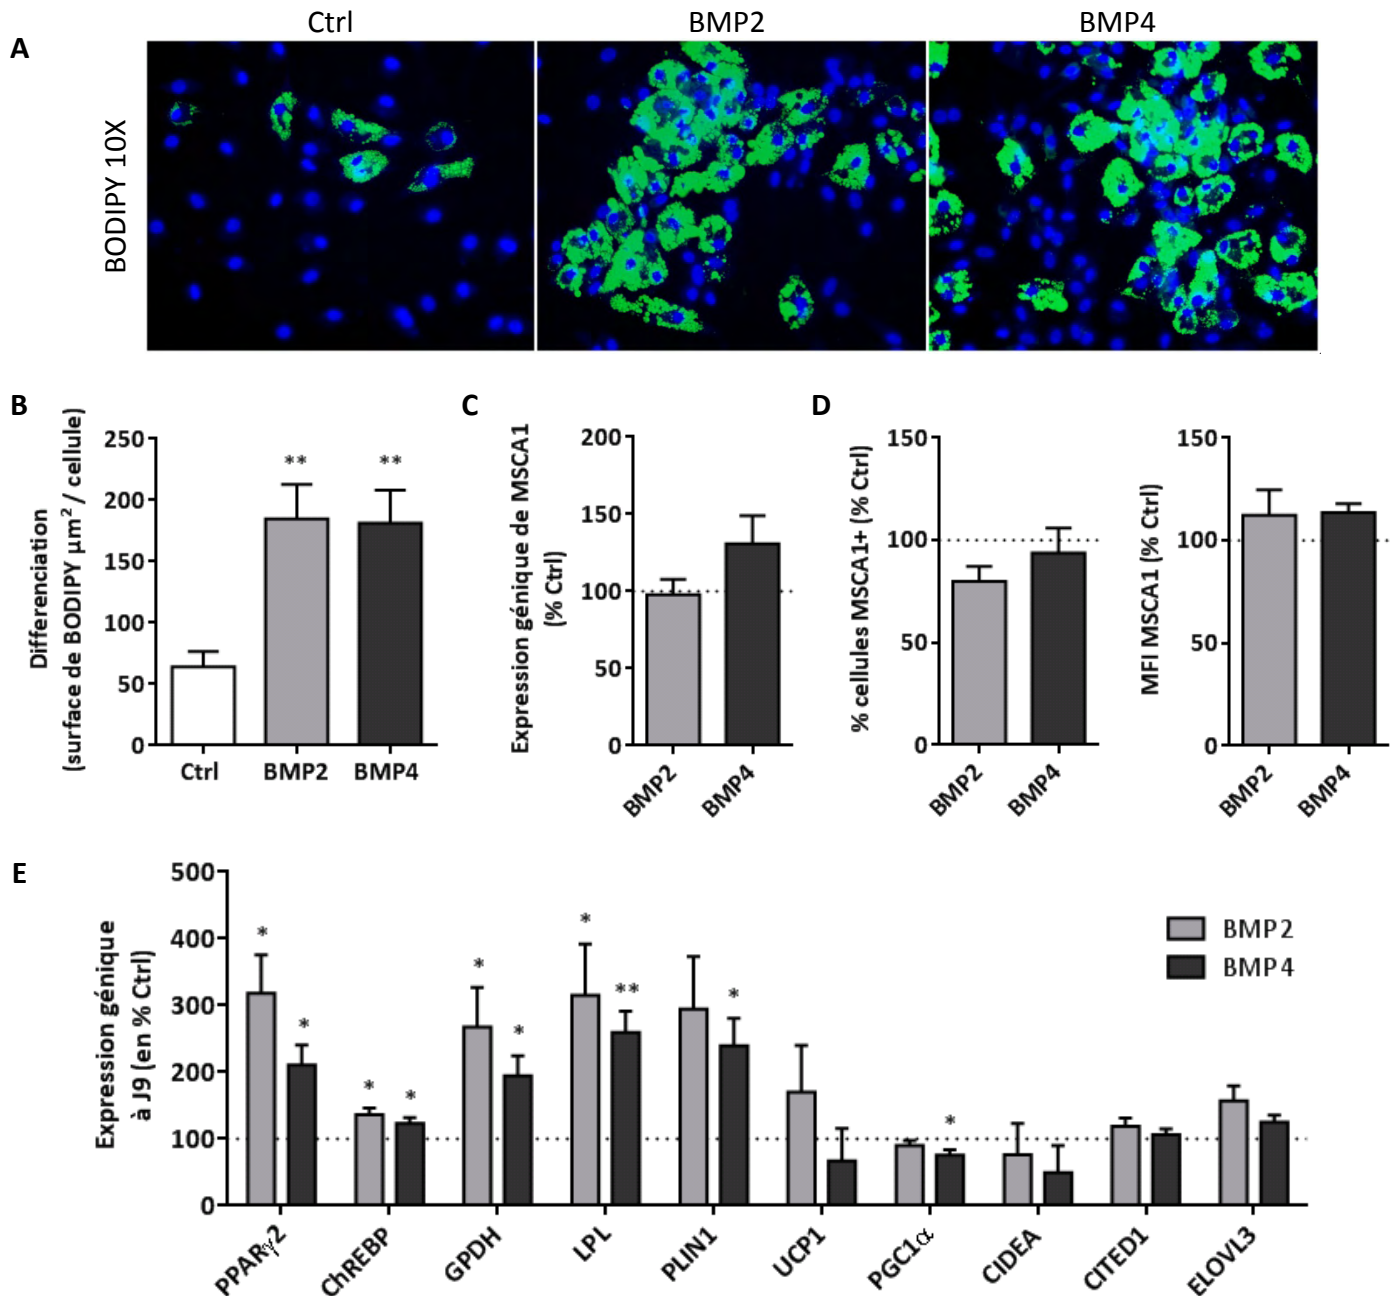 Ctrl BMP2 BMP4
A
BODIPY 10X
B
Differenciation
(surface de BODIPY µm² / cellule)
250
200
150
100
50
0
** **
Ctrl BMP2 BMP4
C
Expression génique de MSCA1
(% Ctrl)
200
150
100
50
0
BMP2 BMP4
D
% cellules MSCA1+ (% Ctrl)
150
100
50
0
BMP2 BMP4
MFI MSCA1 (% Ctrl)
150
100
50
0
BMP2 BMP4
E
Expression génique
à J9 (en % Ctrl)
500
400
300
200
100
0
* * * * * * * ** * *
BMP2
BMP4
PPARγ2 ChREBP GPDH LPL PLIN1 UCP1 PGC1α CIDEA CITED1 ELOVL3